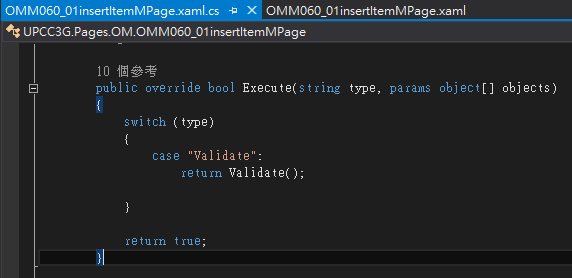 OMM060_01insertItemMPage.xaml.cs OMM060_01insertItemMPage.xaml
UPCC3G.Pages.OM.OMM060_01insertItemMPage
10 個參考
public override bool Execute(string type, params object[] objects)
{
switch (type)
{
case "Validate":
return Validate();
}
return true;
}